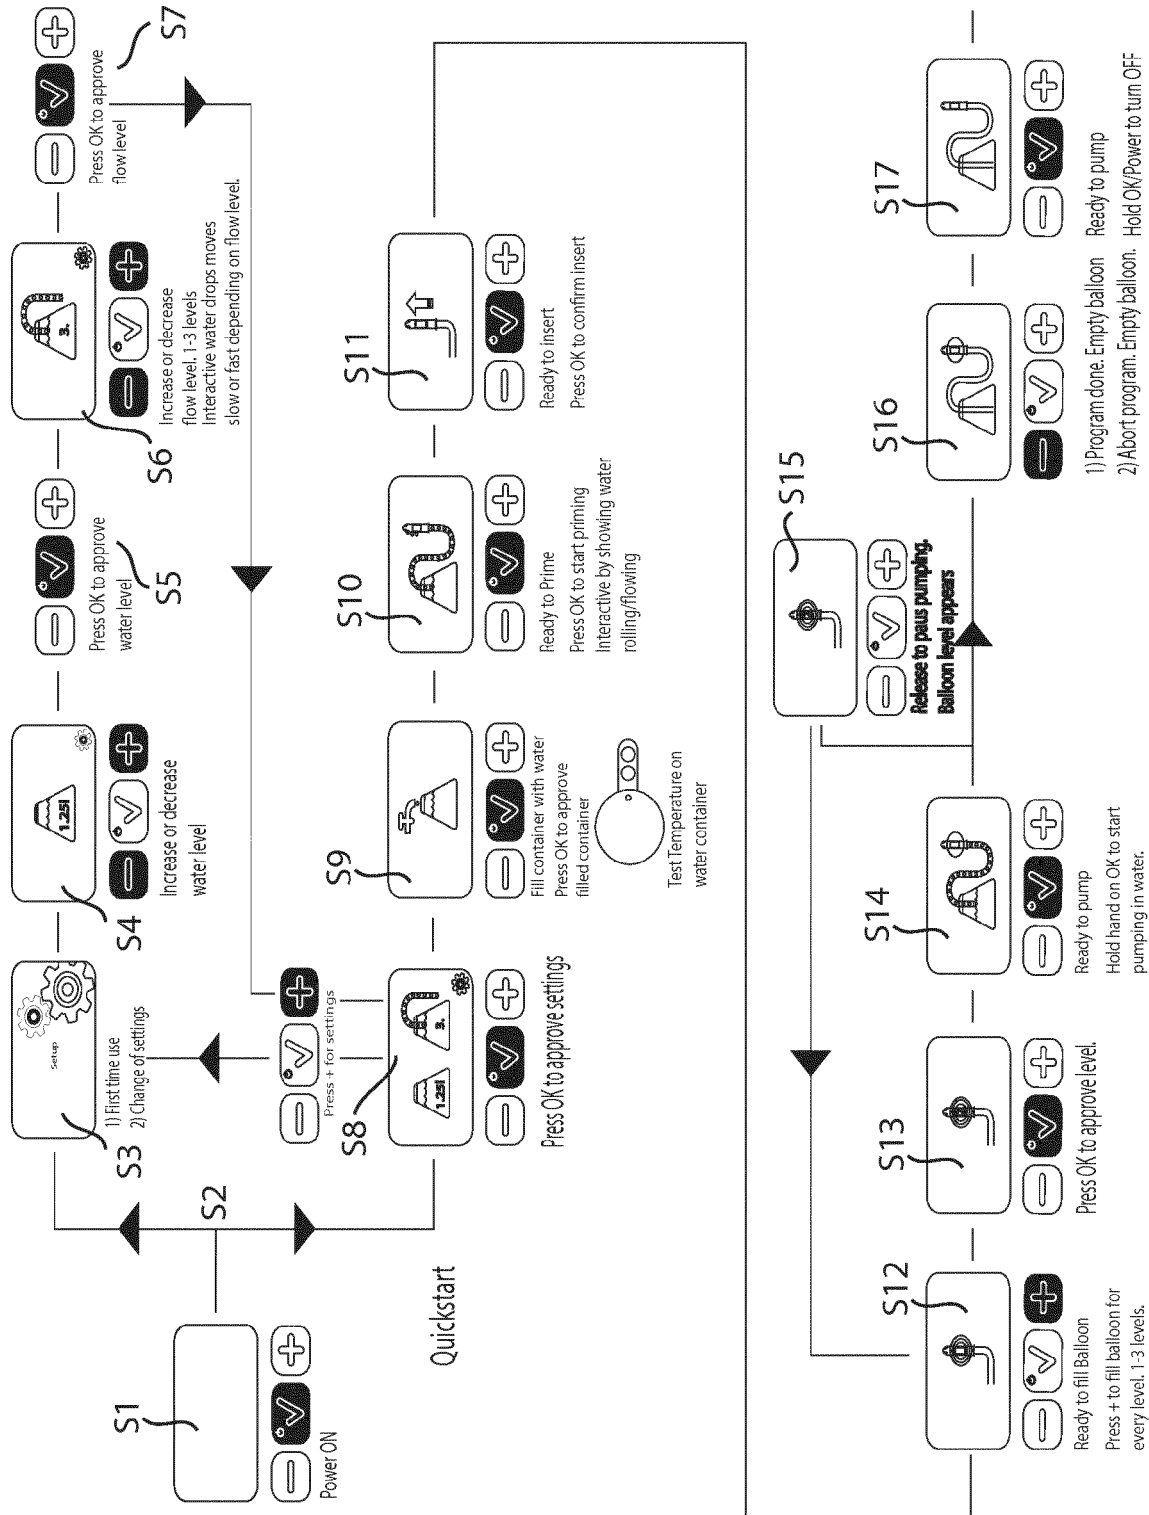 S1
Power ON
S2
Quickstart
S3
Setup
1) First time use
2) Change of settings
S4
1.25l
Increase or decrease
water level
S5
Press OK to approve
water level
S6
3.
Increase or decrease
flow level. 1-3 levels
Interactive water drops moves
slow or fast depending on flow level.
S7
Press OK to approve
flow level
Press + for settings
S8
1.25l
3.
Press OK to approve settings
S9
Fill container with water
Press OK to approve
filled container
Test Temperature on
water container
S10
Ready to Prime
Press OK to start priming
Interactive by showing water
rolling/flowing
S11
Ready to insert
Press OK to confirm insert
S12
Ready to fill Balloon
Press + to fill balloon for
every level. 1-3 levels.
S13
Press OK to approve level.
S14
Ready to pump
Hold hand on OK to start
pumping in water.
S15
Release to paus pumping.
Balloon level appears
S16
1) Program done. Empty balloon
2) Abort program. Empty balloon.
S17
Ready to pump
Hold OK/Power to turn OFF